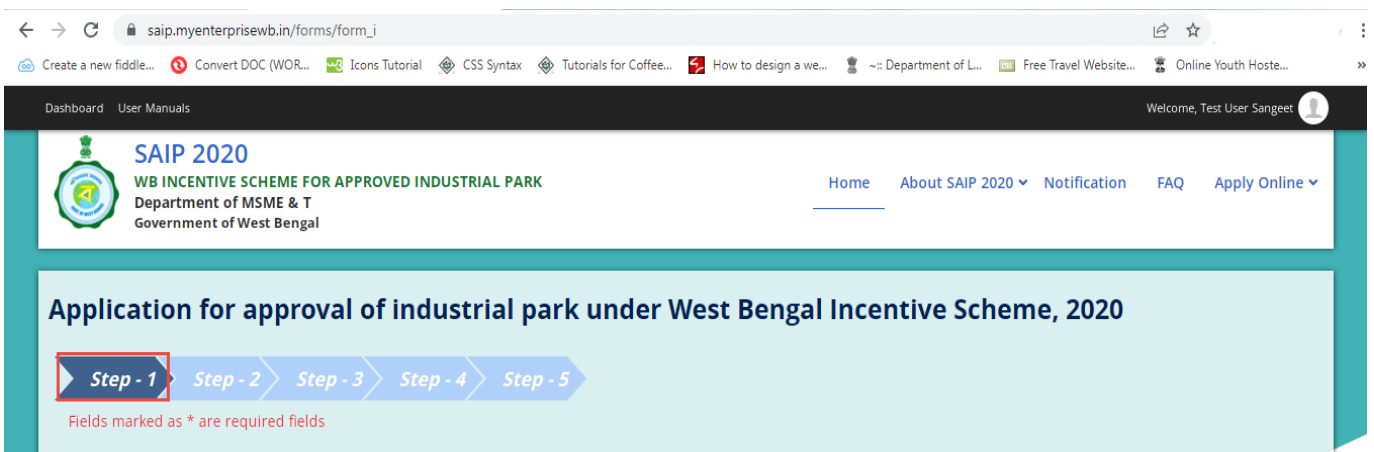 saip.myenterprisewb.in/forms/form_i
Create a new fiddle... Convert DOC (WOR... Icons Tutorial CSS Syntax Tutorials for Coffee... How to design a we... ~:: Department of L... Free Travel Website... Online Youth Hoste... »
Dashboard User Manuals Welcome, Test User Sangeet
SAIP 2020
WB INCENTIVE SCHEME FOR APPROVED INDUSTRIAL PARK
Department of MSME & T
Government of West Bengal
Home About SAIP 2020 Notification FAQ Apply Online
Application for approval of industrial park under West Bengal Incentive Scheme, 2020
Step - 1 Step - 2 Step - 3 Step - 4 Step - 5
Fields marked as * are required fields